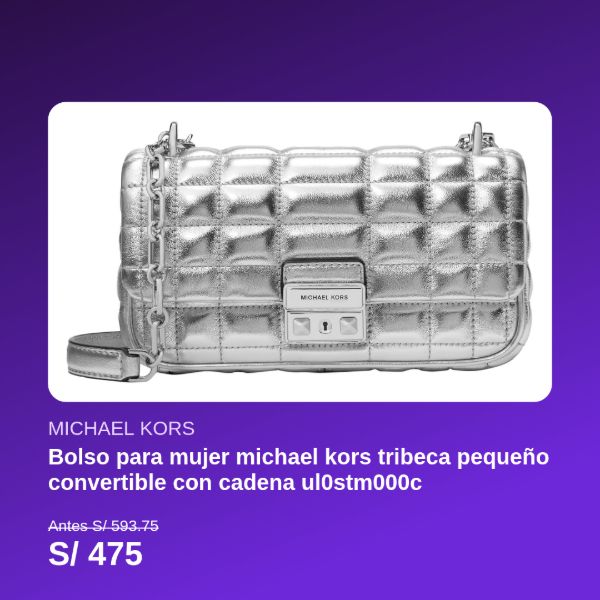 MICHAEL KORS
MICHAEL KORS
Bolso para mujer michael kors tribeca pequeño
convertible con cadena ul0stm000c
Antes S/ 593.75
S/ 475